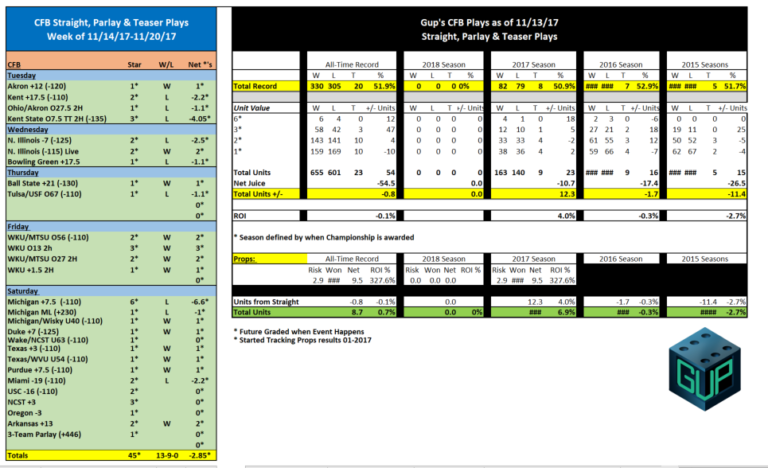 CFB Straight, Parlay & Teaser Plays
Week of 11/14/17-11/20/17
CFB Star W/L Net *'s
Tuesday
Akron +12 (-120) 1* W 1*
Kent +17.5 (-110) 2* L -2.2*
Ohio/Akron O27.5 2H 1* L -1.1*
Kent State O7.5 TT 2H (-135) 3* L -4.05*
Wednesday
N. Illinois -7 (-125) 2* L -2.5*
N. Illinois (-115) Live 2* W 2*
Bowling Green +17.5 1* L -1.1*
Thursday
Ball State +21 (-130) 1* W 1*
Tulsa/USF O67 (-110) 1* L -1.1*
0*
0*
Friday
WKU/MTSU O56 (-110) 2* W 2*
WKU O13 2h 3* W 3*
WKU/MTSU O27 2H 2* W 2*
WKU +1.5 2H 1* W 1*
0*
Saturday
Michigan +7.5 (-110) 6* L -6.6*
Michigan ML (+230) 1* L -1*
Michigan/Wisky U40 (-110) 1* W 1*
Duke +7 (-125) 1* W 1*
Wake/NCST U63 (-110) 1* 0*
Texas +3 (-110) 1* W 1*
Texas/WVU U54 (-110) 1* W 1*
Purdue +7.5 (-110) 1* W 1*
Miami -19 (-110) 2* L -2.2*
USC -16 (-110) 2* 0*
NCST +3 3* 0*
Oregon -3 1* 0*
Arkansas +13 2* W 2*
3-Team Parlay (+446) 1* 0*
0*
Totals 45* 13-9-0 -2.85*
Gup's CFB Plays as of 11/13/17
Straight, Parlay & Teaser Plays
All-Time Record 2018 Season 2017 Season 2016 Season 2015 Seasons
W L T % W L T % W L T % W L T % W L T %
Total Record 330 305 20 51.9% 0 0 0 0% 82 79 8 50.9% ### ### 7 52.9% ### ### 5 51.7%
Unit Value W L T +/- Units W L T +/- Units W L T +/- Units W L T +/- Units W L T +/- Units
6* 6 4 0 12 0 0 0 0 4 1 0 18 2 3 0 -6 0 0 0 0
3* 58 42 3 47 0 0 0 0 12 10 1 5 27 21 2 18 19 11 0 25
2* 143 141 10 4 0 0 0 0 33 33 4 -2 61 55 3 12 50 52 3 -5
1* 159 169 10 -10 0 0 0 0 38 36 4 2 59 66 4 -7 62 67 2 -4
Total Units 655 601 23 54 0 0 0 0 163 140 9 23 ### ### 9 16 ### ### 5 15
Net Juice -54.5 0.0 -10.7 -17.4 -26.5
Total Units +/- -0.8 0.0 12.3 -1.7 -11.4
ROI -0.1% 4.0% -0.3% -2.7%
* Season defined by when Championship is awarded
Props: All-Time Record 2018 Season 2017 Season 2016 Season 2015 Seasons
Risk Won Net ROI % Risk Won Net ROI % Risk Won Net ROI %
2.9 ### 9.5 327.6% 0.0 0.0 0.0 2.9 ### 9.5 327.6%
Units from Straight -0.8 -0.1% 0.0 12.3 4.0% -1.7 -0.3% -11.4 -2.7%
Total Units 8.7 0.7% 0.0 0% ### 6.9% ### -0.3% #### -2.7%
* Future Graded when Event Happens
* Started Tracking Props results 01-2017
GUP